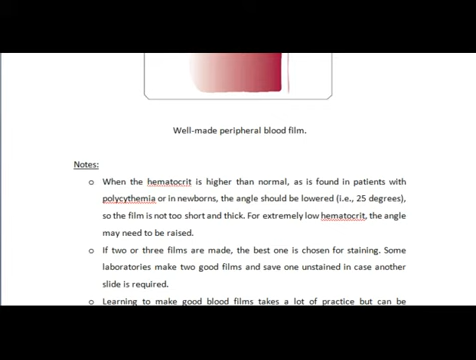 Well-made peripheral blood film.
Notes:
o When the hematocrit is higher than normal, as is found in patients with
polycythemia or in newborns, the angle should be lowered (i.e., 25 degrees),
so the film is not too short and thick. For extremely low hematocrit, the angle
may need to be raised.
o If two or three films are made, the best one is chosen for staining. Some
laboratories make two good films and save one unstained in case another
slide is required.
o Learning to make good blood films takes a lot of practice but can be